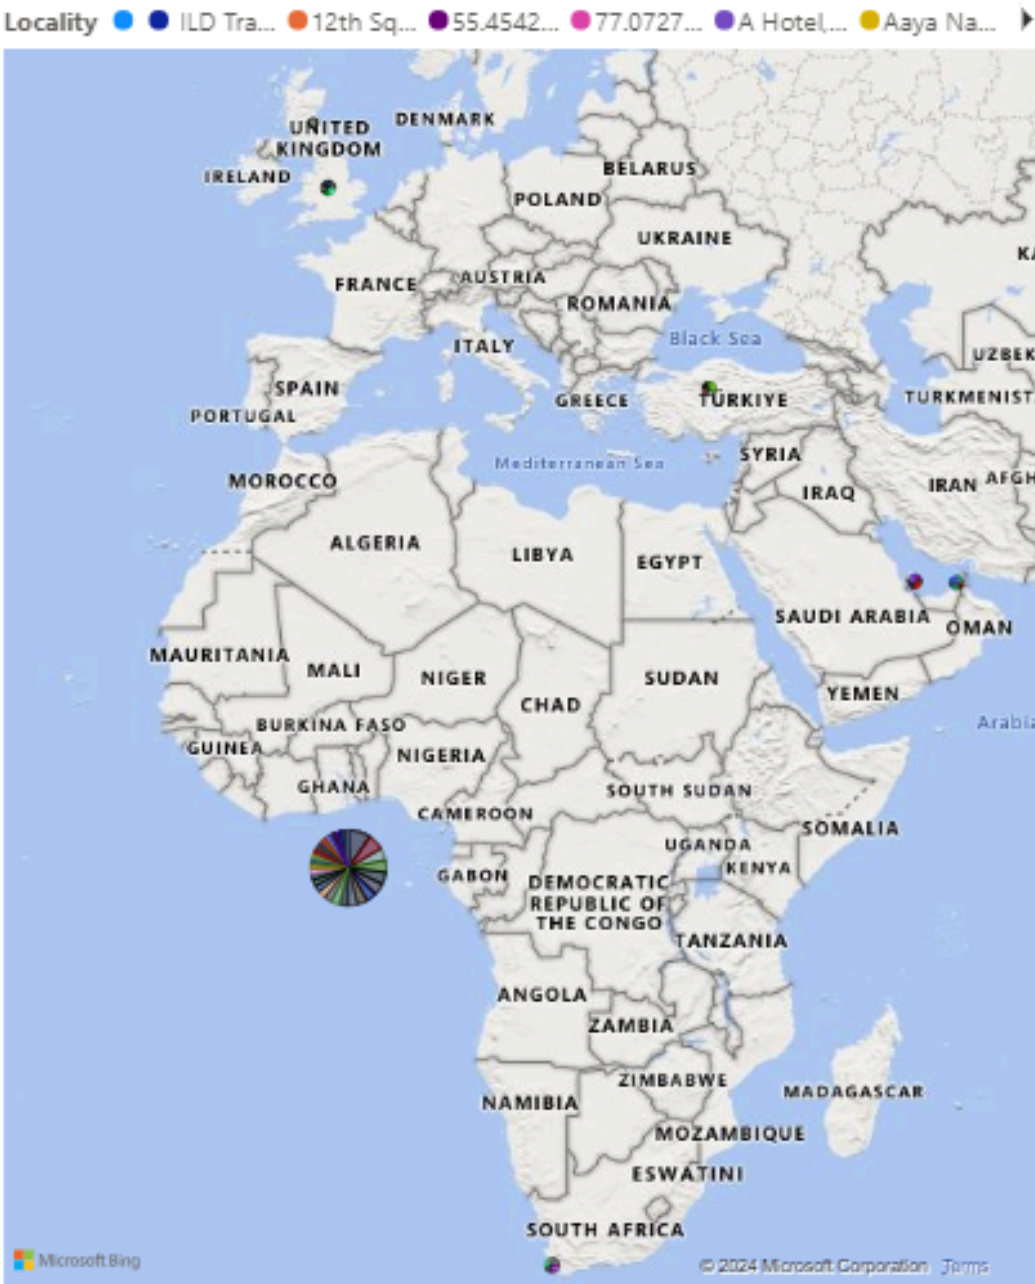 Locality ILD Tra... 12th Sq... 55.4542... 77.0727... A Hotel,... Aaya Na...
UNITED
KINGDOM
DENMARK
IRELAND
BELARUS
POLAND
UKRAINE
KA
FRANCE
AUSTRIA
ROMANIA
Black Sea
ITALY
UZBEK
SPAIN
GREECE
TÜRKIYE
TURKMENIST
PORTUGAL
SYRIA
Mediterranean Sea
MOROCCO
IRAQ
IRAN
AFGH
ALGERIA
LIBYA
EGYPT
SAUDI ARABIA
OMAN
MAURITANIA
MALI
NIGER
SUDAN
YEMEN
CHAD
BURKINA FASO
Arabia
GUINEA
NIGERIA
GHANA
SOUTH SUDAN
CAMEROON
SOMALIA
UGANDA
KENYA
GABON
DEMOCRATIC
REPUBLIC OF
THE CONGO
TANZANIA
ANGOLA
ZAMBIA
ZIMBABWE
MADAGASCAR
NAMIBIA
MOZAMBIQUE
ESWATINI
SOUTH AFRICA
Microsoft Bing
© 2024 Microsoft Corporation Terms